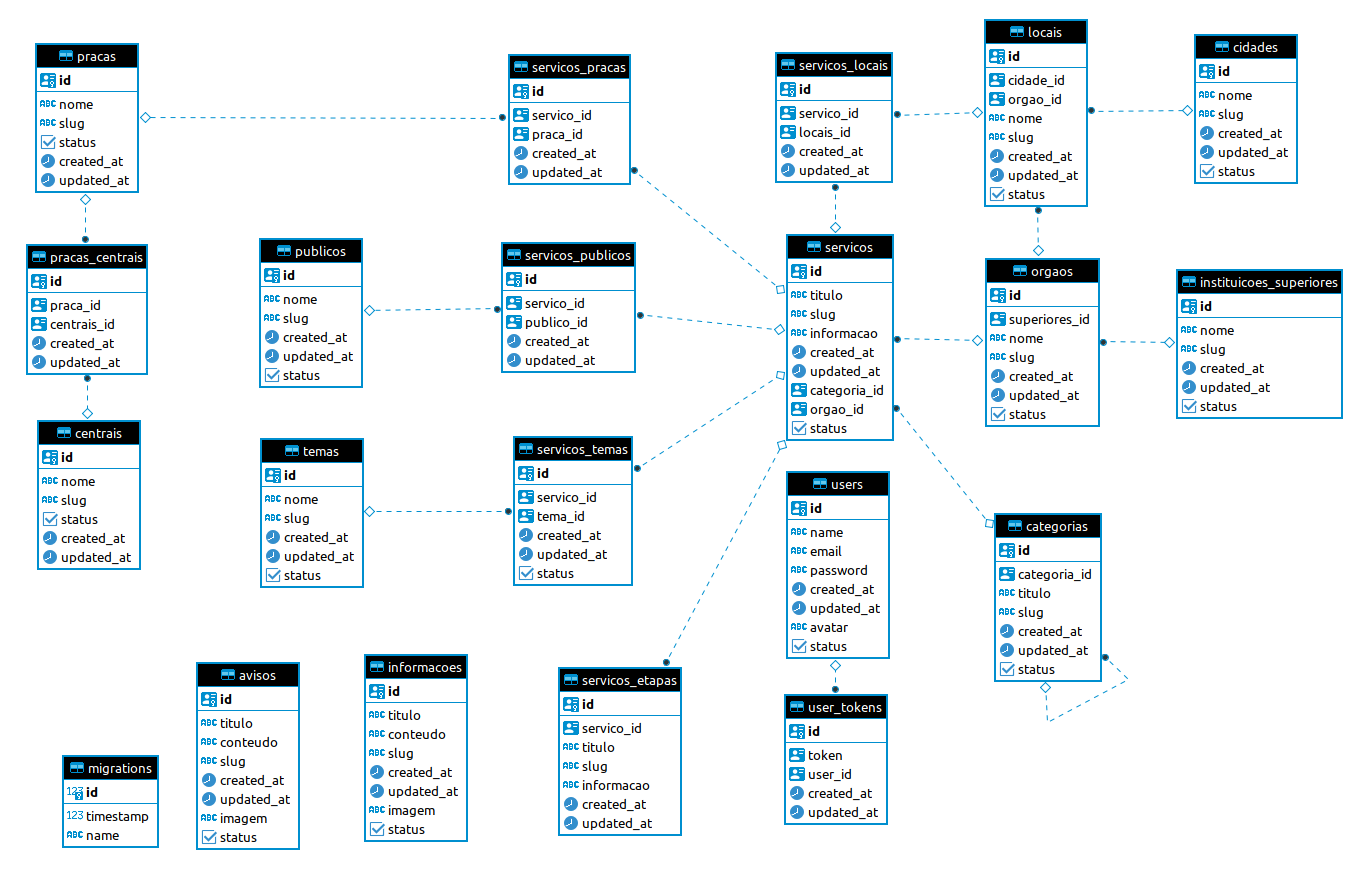 pracas
id
nome
slug
status
created_at
updated_at
servicos_pracas
id
servico_id
praca_id
created_at
updated_at
servicos_locais
id
servico_id
locais_id
created_at
updated_at
locais
id
cidade_id
orgao_id
nome
slug
created_at
updated_at
status
cidades
id
nome
slug
created_at
updated_at
status
pracas_centrais
id
praca_id
centrais_id
created_at
updated_at
publicos
id
nome
slug
created_at
updated_at
status
servicos_publicos
id
servico_id
publico_id
created_at
updated_at
servicos
id
titulo
slug
informacao
created_at
updated_at
categoria_id
orgao_id
status
orgaos
id
superiores_id
nome
slug
created_at
updated_at
status
instituicoes_superiores
id
nome
slug
created_at
updated_at
status
centrais
id
nome
slug
status
created_at
updated_at
temas
id
nome
slug
created_at
updated_at
status
servicos_temas
id
servico_id
tema_id
created_at
updated_at
status
users
id
name
email
password
created_at
updated_at
avatar
status
categorias
id
categoria_id
titulo
slug
created_at
updated_at
status
avisos
id
titulo
conteudo
slug
created_at
updated_at
imagem
status
informacoes
id
titulo
conteudo
slug
created_at
updated_at
imagem
status
servicos_etapas
id
servico_id
titulo
slug
informacao
created_at
updated_at
user_tokens
id
token
user_id
created_at
updated_at
migrations
id
timestamp
name